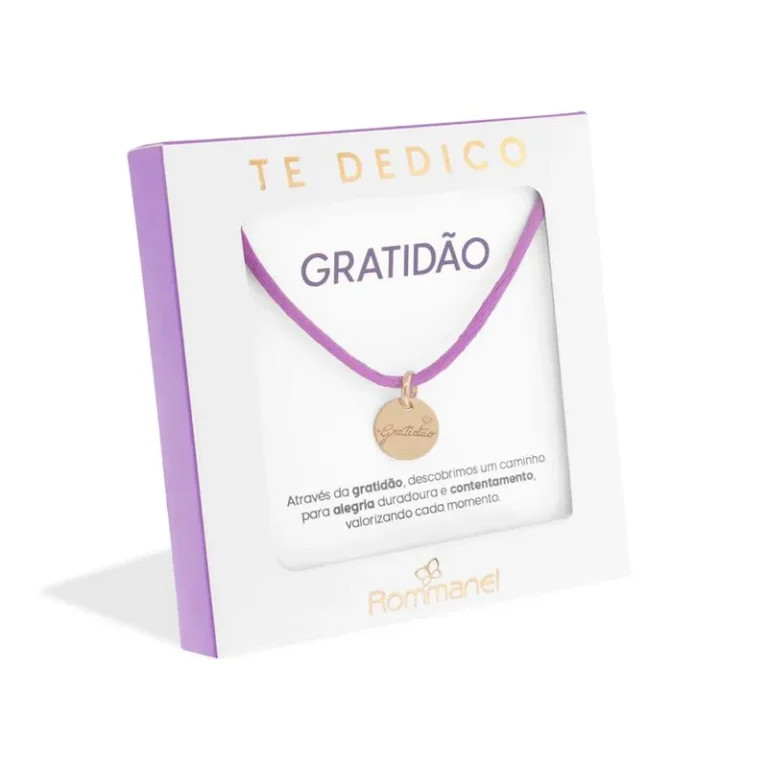 TE DEDICO
GRATIDÃO
Gratidão
Através da gratidão, descobrimos um caminho
para alegria duradoura e contentamento,
valorizando cada momento.
Rommanel